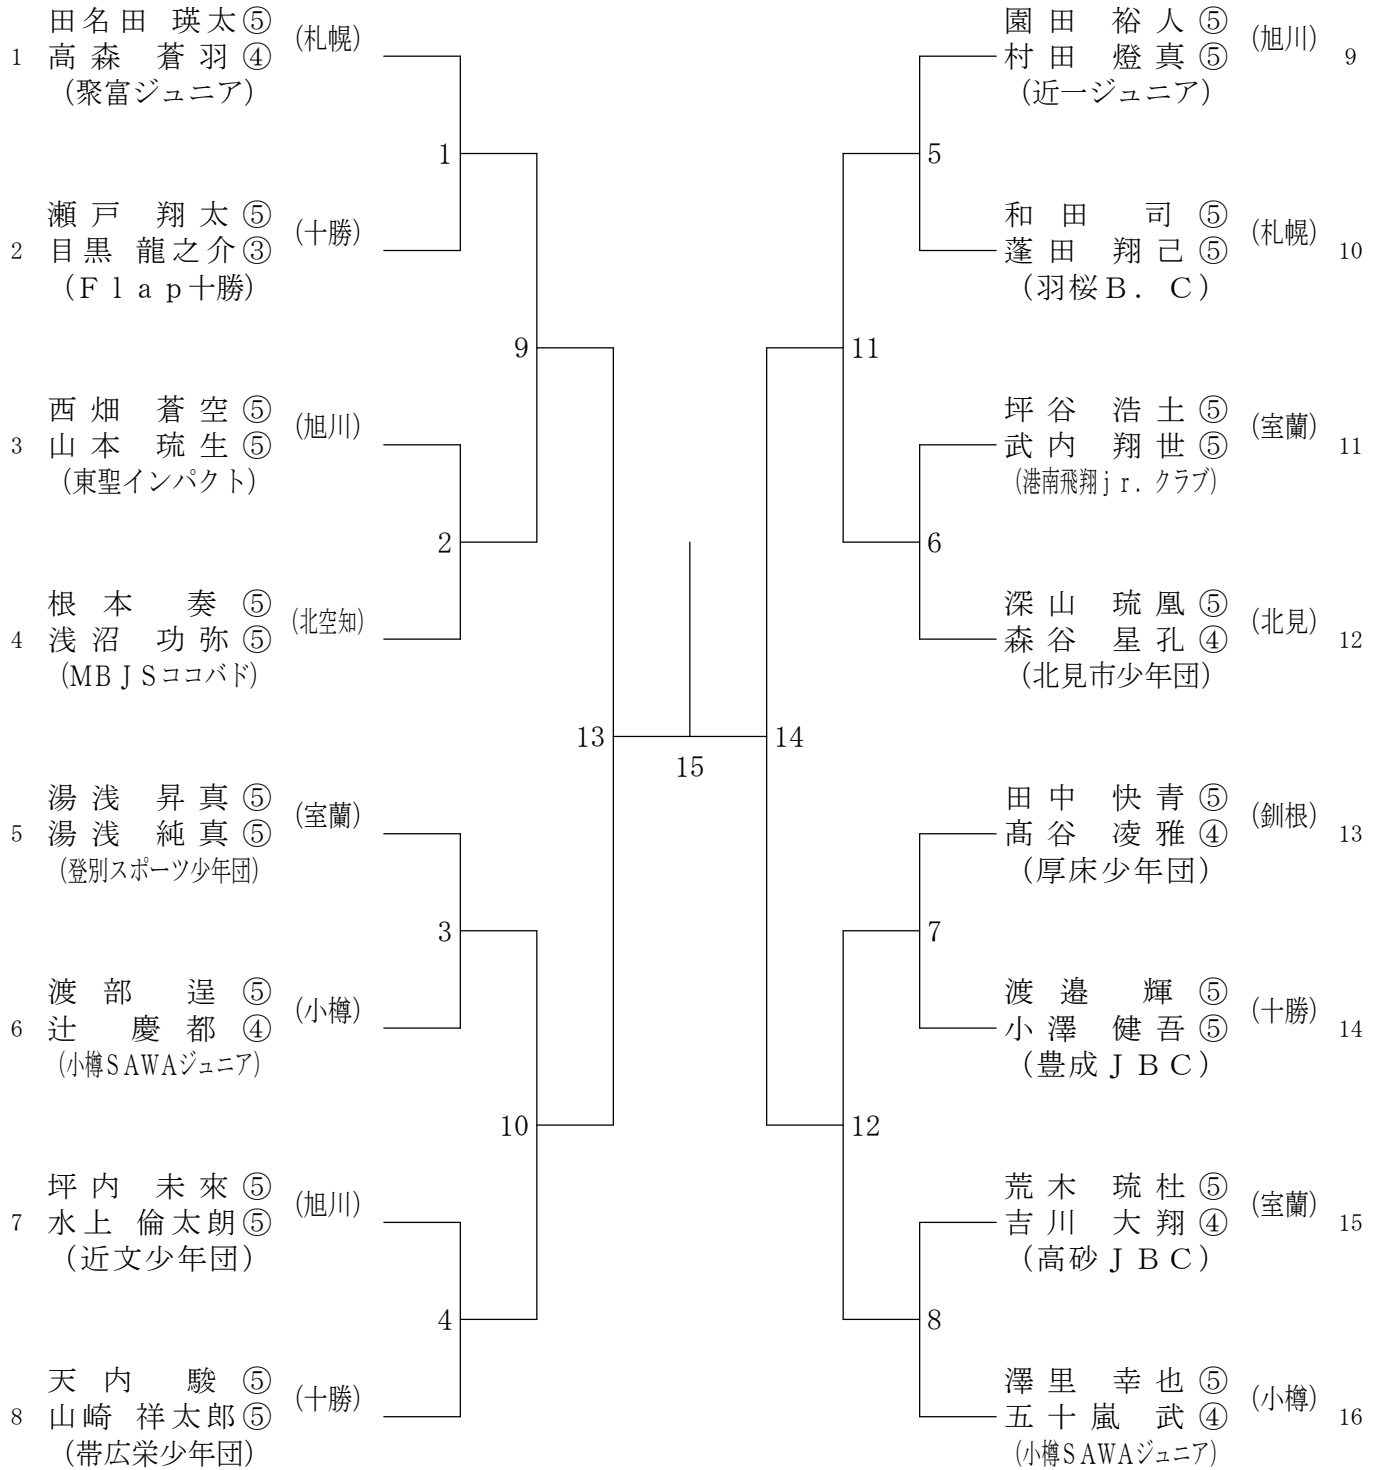 田名田 瑛太⑤
1 高森 蒼羽④ (札幌)
(聚富ジュニア)
瀬戸 翔太⑤
2 目黒 龍之介③ (十勝)
(Ｆｌａｐ十勝)
西畑 蒼空⑤
3 山本 琉生⑤ (旭川)
(東聖インパクト)
根本 奏⑤
4 浅沼 功弥⑤ (北空知)
(ＭＢＪＳココバド)
湯浅 昇真⑤
5 湯浅 純真⑤ (室蘭)
(登別スポーツ少年団)
渡部 逞⑤
6 辻 慶都④ (小樽)
(小樽ＳＡＷＡジュニア)
坪内 未來⑤
7 水上 倫太朗⑤ (旭川)
(近文少年団)
天内 駿⑤
8 山崎 祥太郎⑤ (十勝)
(帯広栄少年団)
1
2
3
4
9
10
13
15
14
11
12
5
6
7
8
園田 裕人⑤
村田 燈真⑤ (旭川) 9
(近一ジュニア)
和田 司⑤
蓬田 翔己⑤ (札幌) 10
(羽桜Ｂ．Ｃ)
坪谷 浩士⑤
武内 翔世⑤ (室蘭) 11
(港南飛翔ｊｒ．クラブ)
深山 琉凰⑤
森谷 星孔④ (北見) 12
(北見市少年団)
田中 快青⑤
髙谷 凌雅④ (釧根) 13
(厚床少年団)
渡邉 輝⑤
小澤 健吾⑤ (十勝) 14
(豊成ＪＢＣ)
荒木 琉杜⑤
吉川 大翔④ (室蘭) 15
(高砂ＪＢＣ)
澤里 幸也⑤
五十嵐 武④ (小樽) 16
(小樽ＳＡＷＡジュニア)